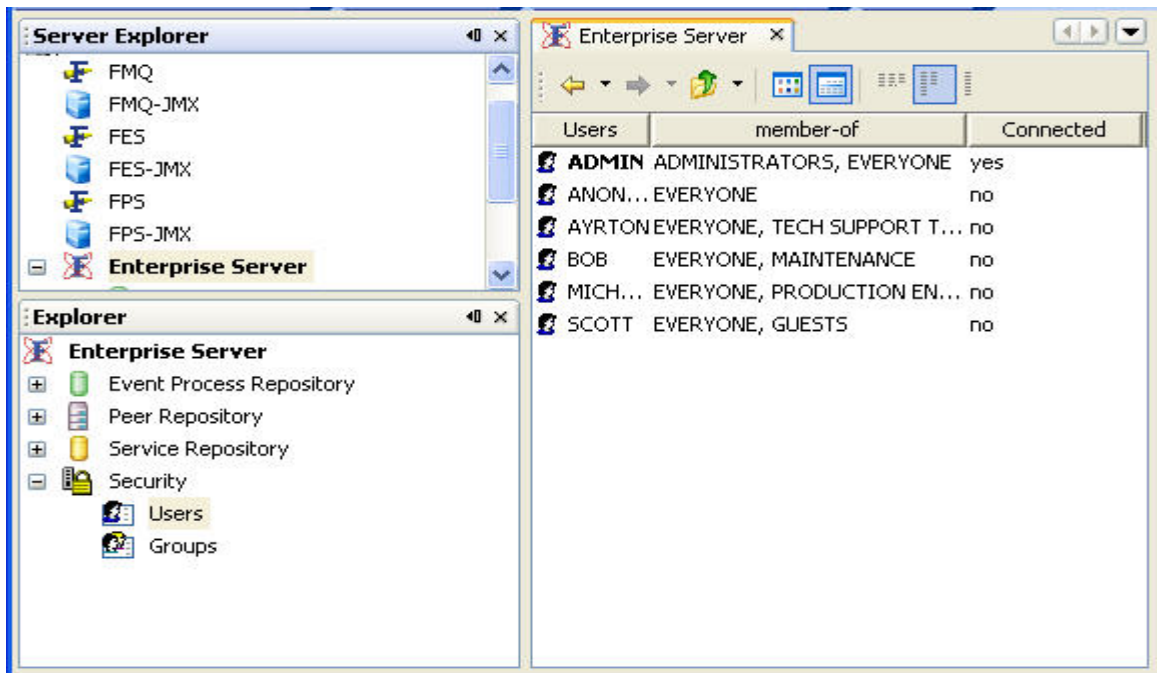 Server Explorer
FMQ
FMQ-JMX
FES
FES-JMX
FPS
FPS-JMX
Enterprise Server
Explorer
Enterprise Server
Event Process Repository
Peer Repository
Service Repository
Security
Users
Groups
Enterprise Server
Users member-of Connected
ADMIN ADMINISTRATORS, EVERYONE yes
ANON... EVERYONE no
AYRTON EVERYONE, TECH SUPPORT T... no
BOB EVERYONE, MAINTENANCE no
MICH... EVERYONE, PRODUCTION EN... no
SCOTT EVERYONE, GUESTS no